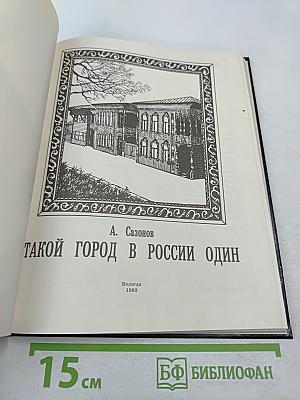 А. Сазонов
ТАКОЙ ГОРОД В РОССИИ ОДИН
Вологда
1993
15 см
БФ БИБЛИОФАН